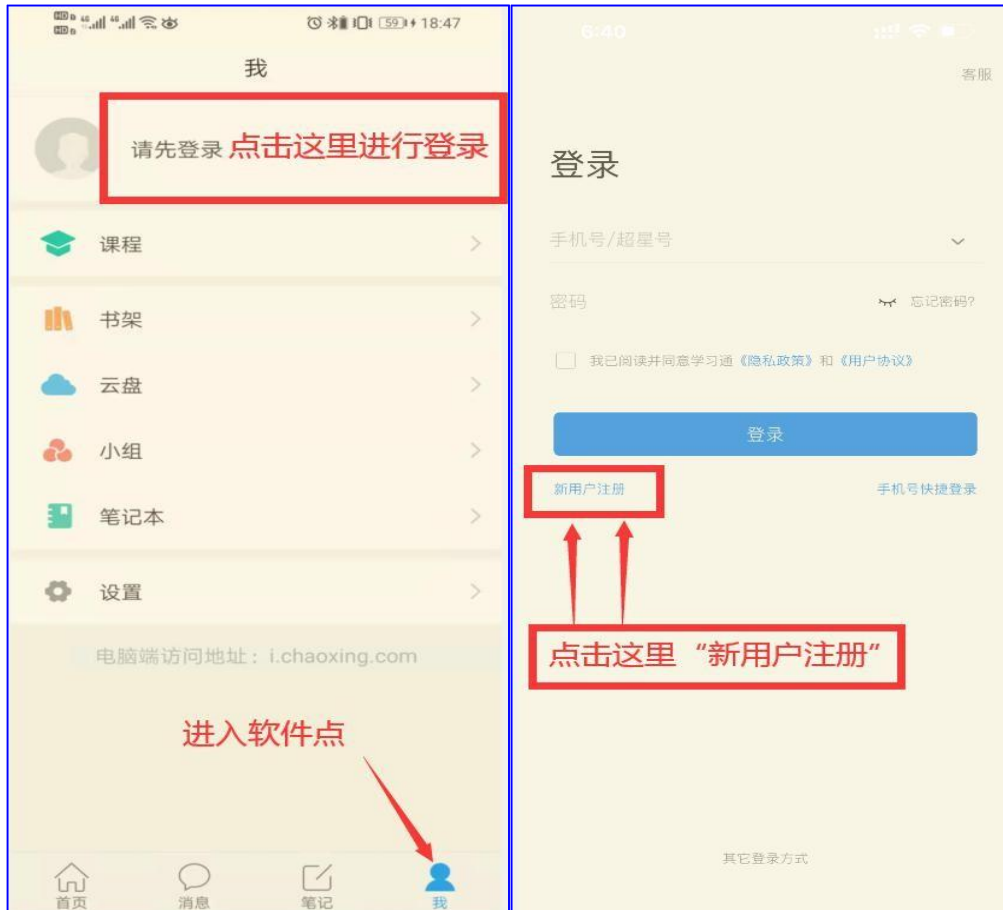 59 18:47
我
请先登录 点击这里进行登录
课程
书架
云盘
小组
笔记本
设置
电脑端访问地址：i.chaoxing.com
进入软件点
首页
消息
笔记
我
6:40
客服
登录
手机号/超星号
密码
忘记密码?
我已阅读并同意学习通《隐私政策》和《用户协议》
登录
新用户注册
手机号快捷登录
点击这里“新用户注册”
其它登录方式